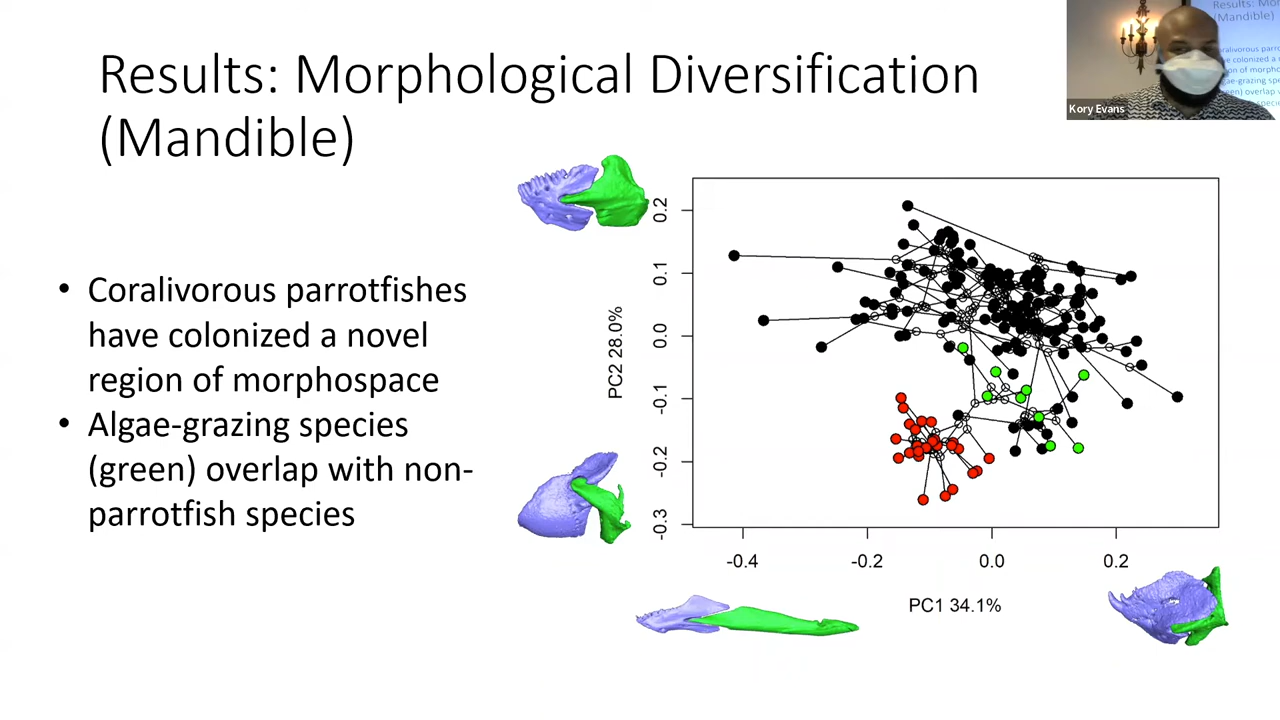 Results: Morphological Diversification
(Mandible)
Kory Evans
• Coralivorous parrotfishes
have colonized a novel
region of morphospace
• Algae-grazing species
(green) overlap with non-
parrotfish species
PC2 28.0%
0.2
0.1
0.0
-0.1
-0.2
-0.3
-0.4
-0.2
0.0
0.2
PC1 34.1%